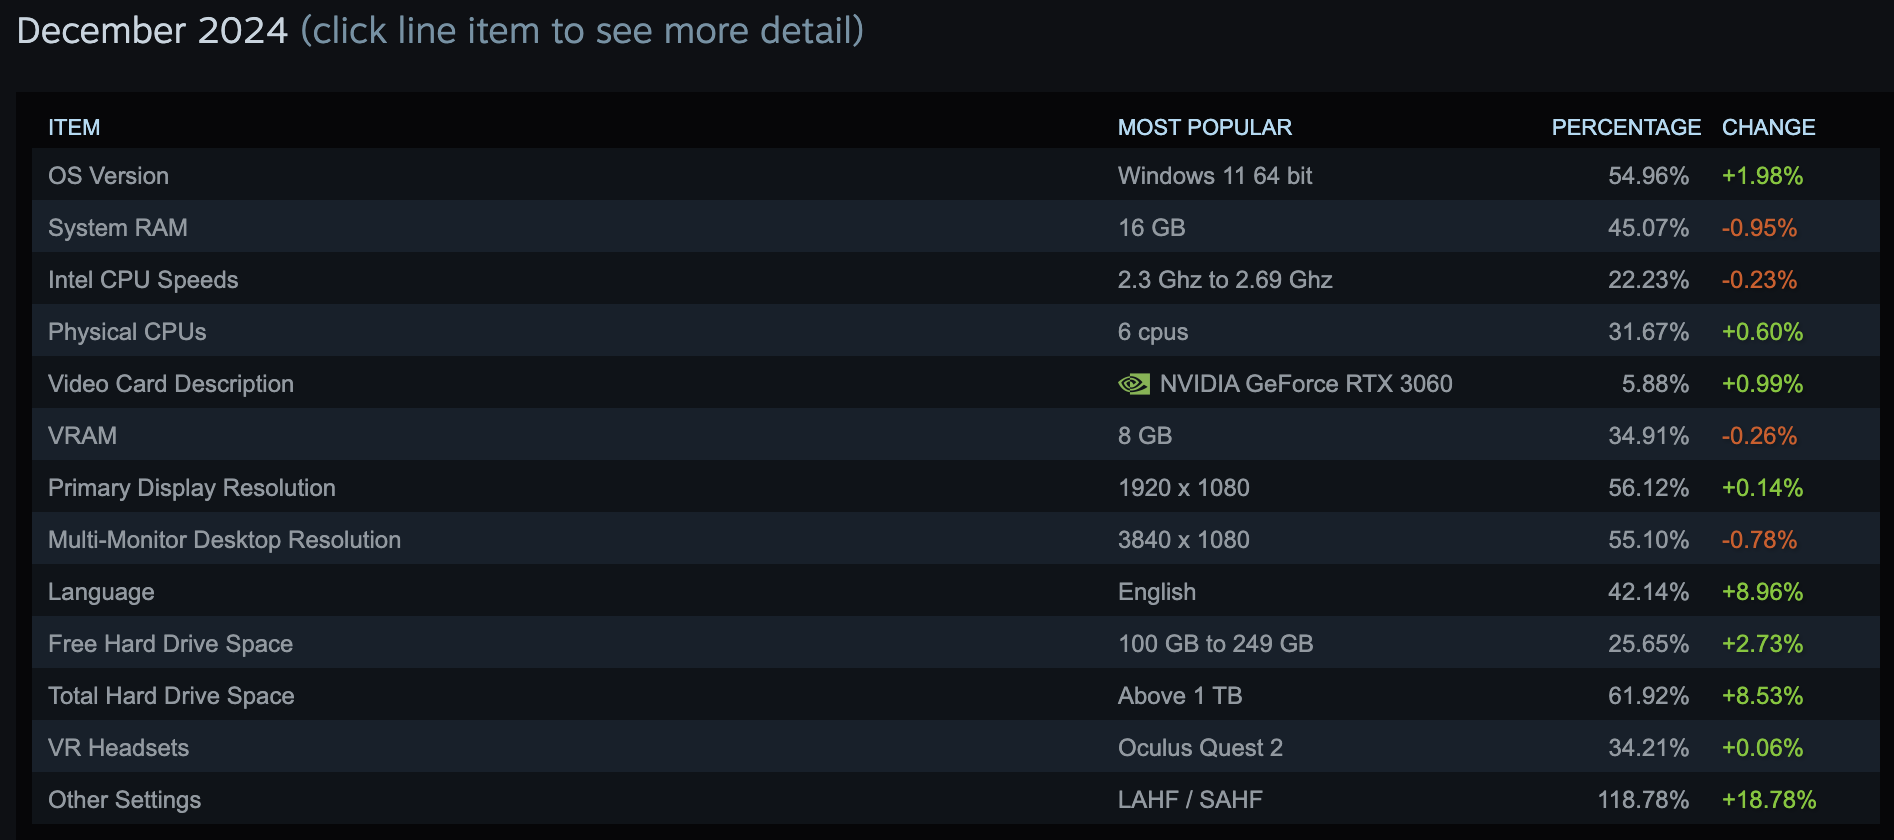 December 2024 (click line item to see more detail)
ITEM MOST POPULAR PERCENTAGE CHANGE
OS Version Windows 11 64 bit 54.96% +1.98%
System RAM 16 GB 45.07% -0.95%
Intel CPU Speeds 2.3 Ghz to 2.69 Ghz 22.23% -0.23%
Physical CPUs 6 cpus 31.67% +0.60%
Video Card Description NVIDIA GeForce RTX 3060 5.88% +0.99%
VRAM 8 GB 34.91% -0.26%
Primary Display Resolution 1920 x 1080 56.12% +0.14%
Multi-Monitor Desktop Resolution 3840 x 1080 55.10% -0.78%
Language English 42.14% +8.96%
Free Hard Drive Space 100 GB to 249 GB 25.65% +2.73%
Total Hard Drive Space Above 1 TB 61.92% +8.53%
VR Headsets Oculus Quest 2 34.21% +0.06%
Other Settings LAHF / SAHF 118.78% +18.78%